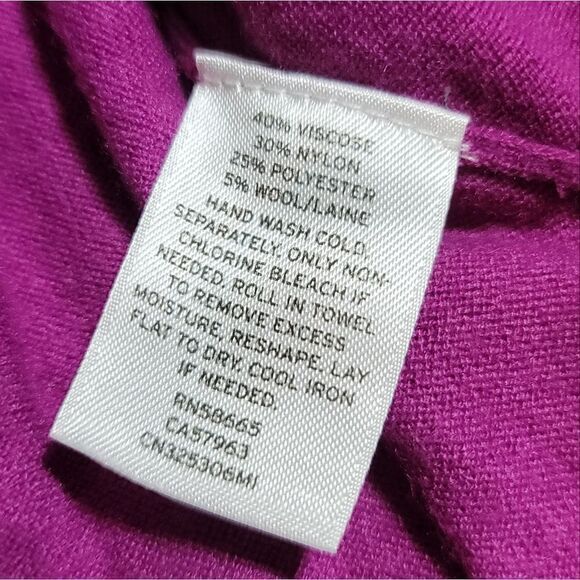 40% VISCOSE
30% NYLON
25% POLYESTER
5% WOOL/LAINE
HAND WASH COLD,
SEPARATELY. ONLY NON-
CHLORINE BLEACH IF
NEEDED. ROLL IN TOWEL
TO REMOVE EXCESS
MOISTURE. RESHAPE. LAY
FLAT TO DRY. COOL IRON
IF NEEDED.
RN58665
CA57963
CN325306MI